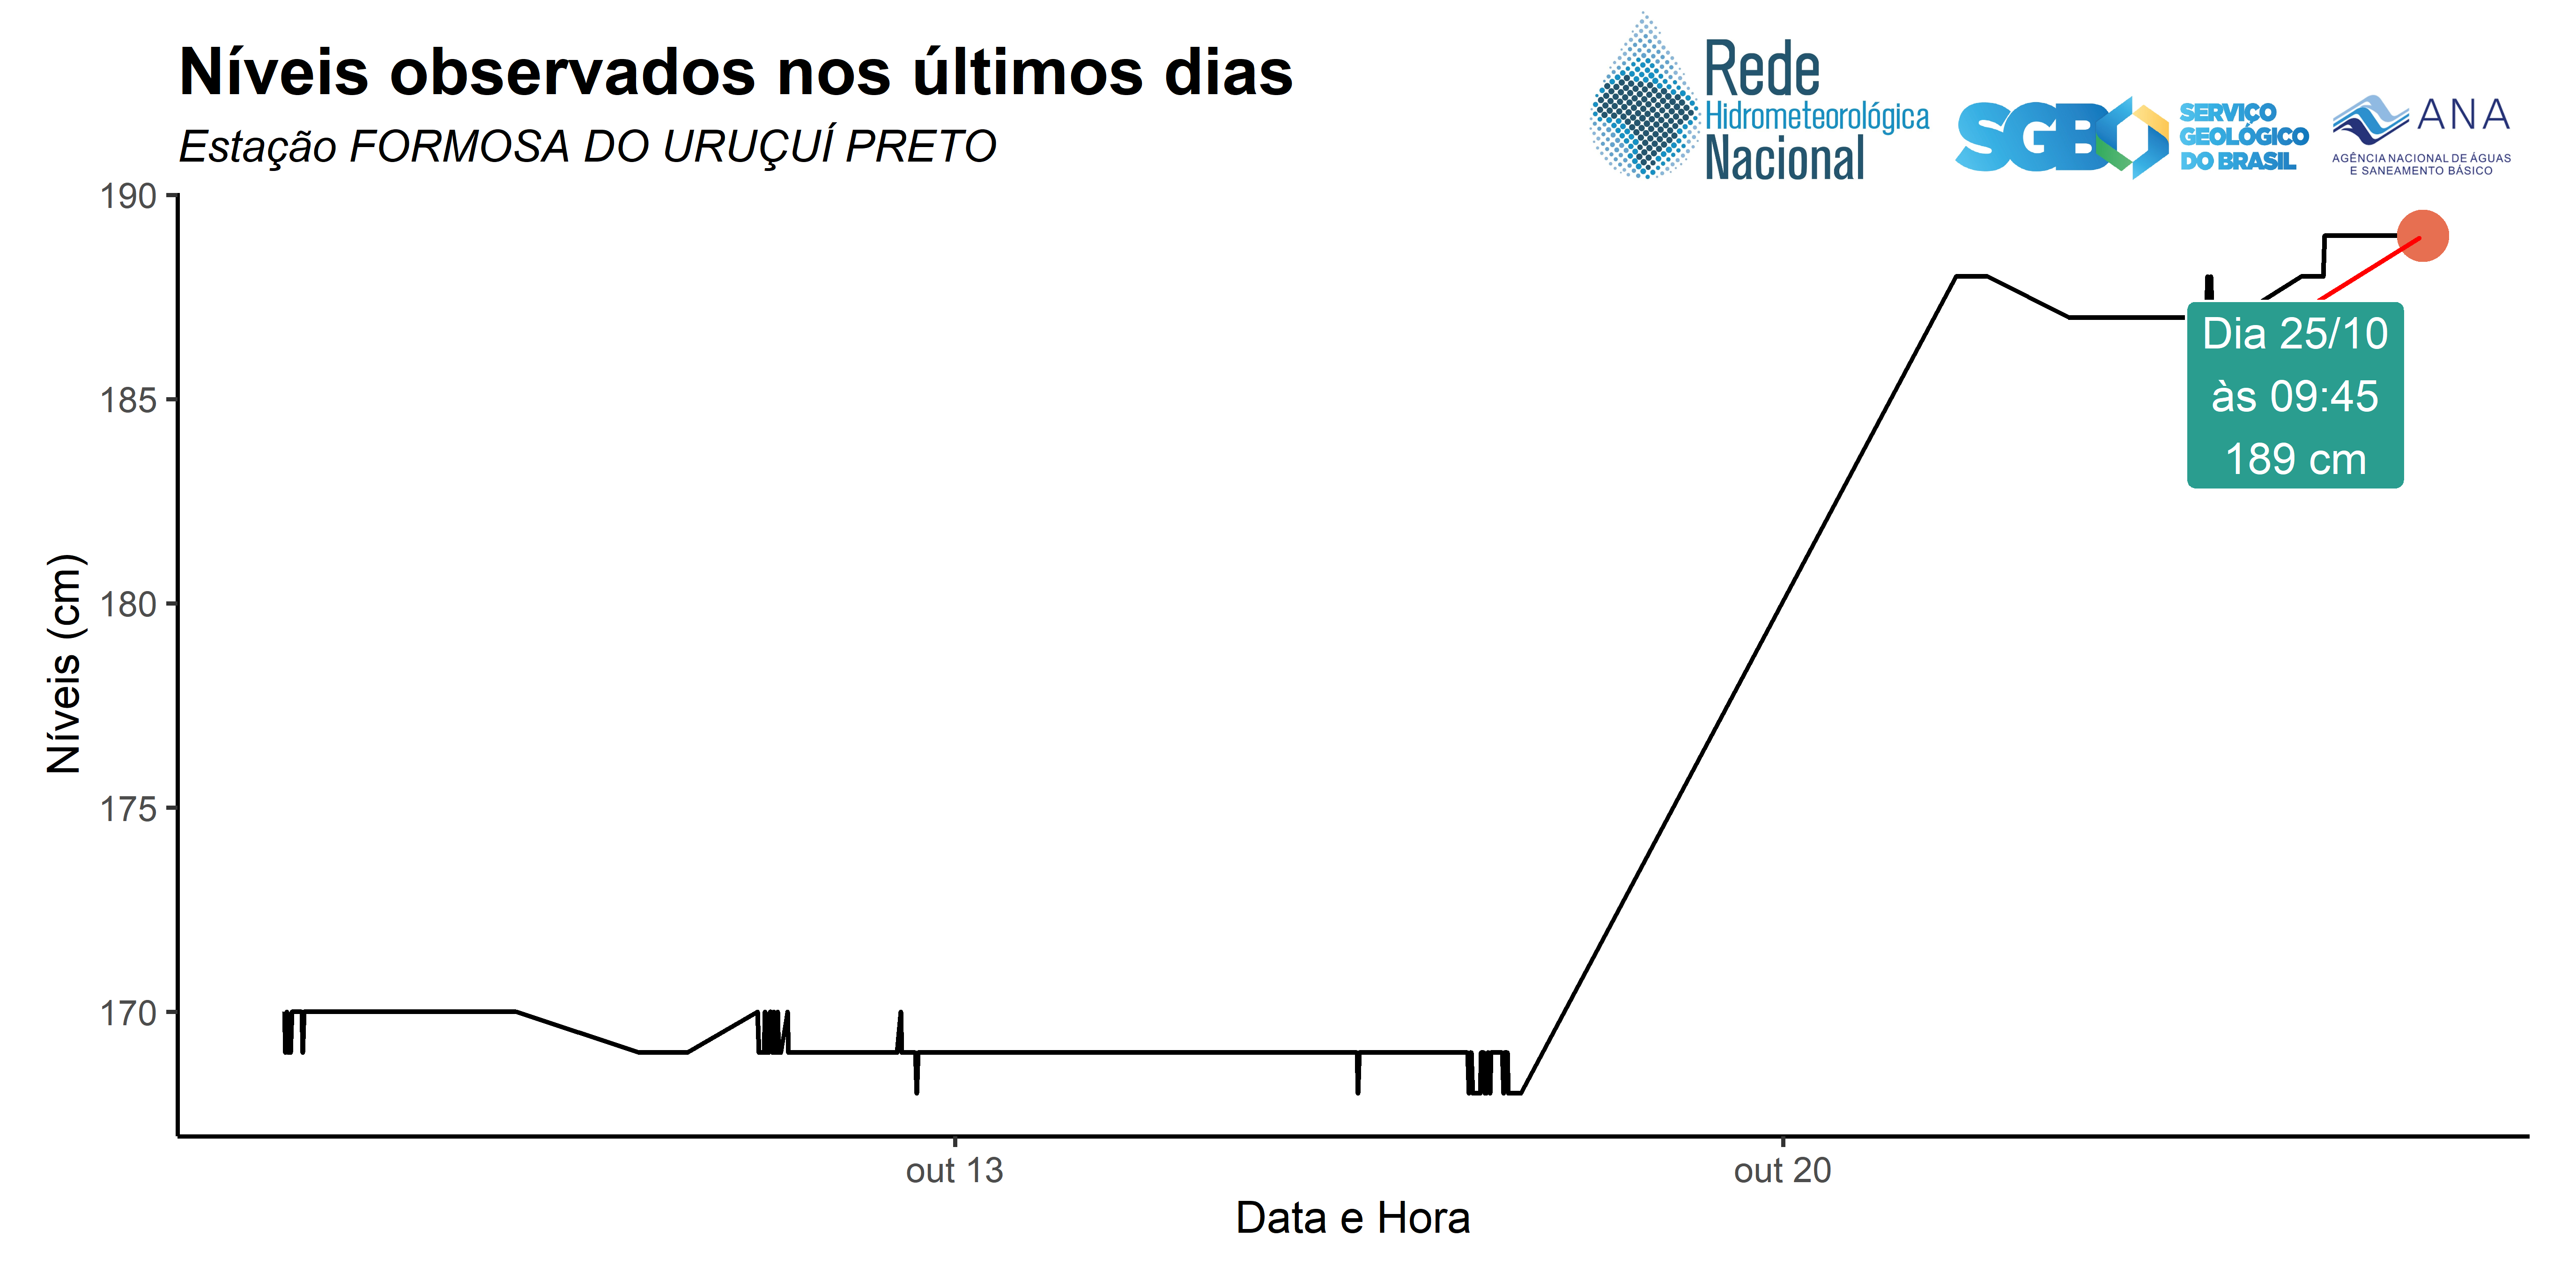 Níveis observados nos últimos dias
Estação FORMOSA DO URUÇUÍ PRETO
Rede
Hidrometeorológica
Nacional
SGB
SERVIÇO
GEOLÓGICO
DO BRASIL
ANA
AGÊNCIA NACIONAL DE ÁGUAS
E SANEAMENTO BÁSICO
190
185
180
175
170
Níveis (cm)
Dia 25/10
às 09:45
189 cm
out 13
out 20
Data e Hora